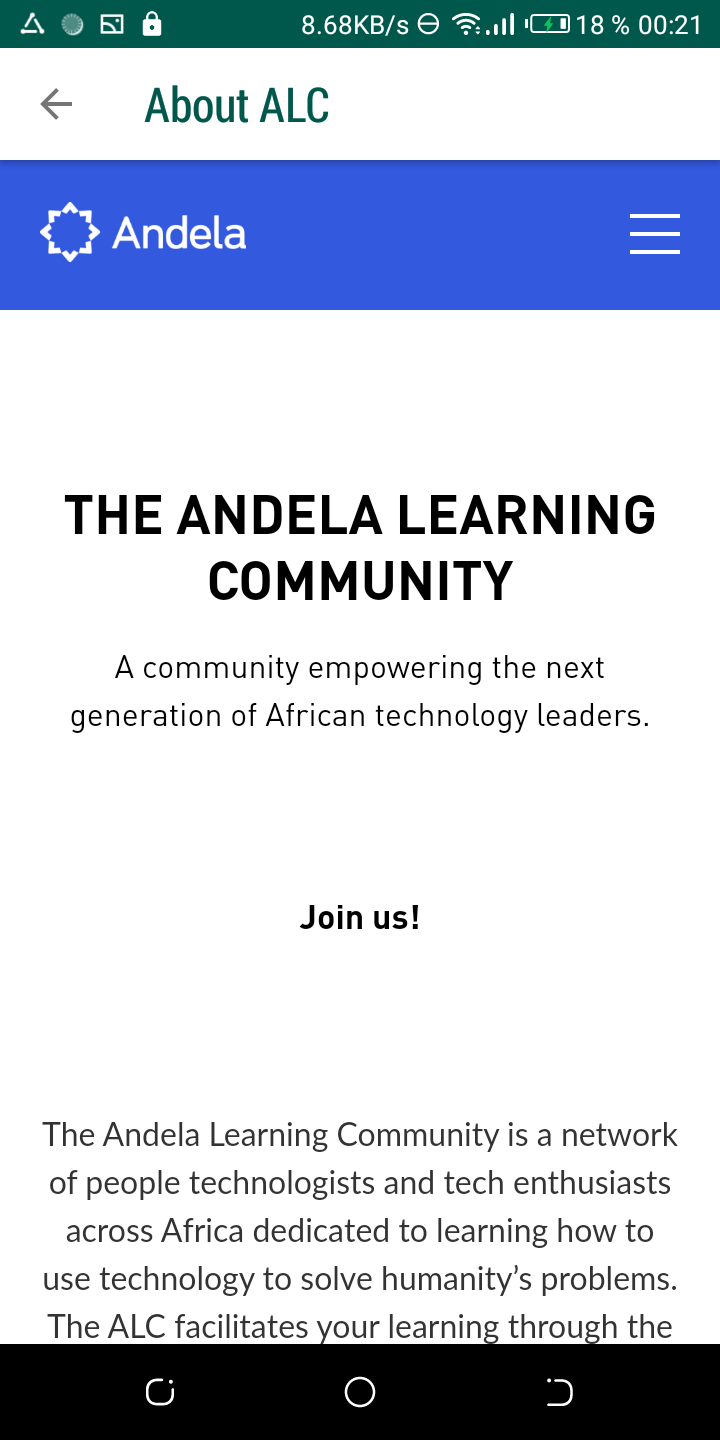 8.68KB/s 18 % 00:21
About ALC
Andela
THE ANDELA LEARNING
COMMUNITY
A community empowering the next
generation of African technology leaders.
Join us!
The Andela Learning Community is a network
of people technologists and tech enthusiasts
across Africa dedicated to learning how to
use technology to solve humanity’s problems.
The ALC facilitates your learning through the